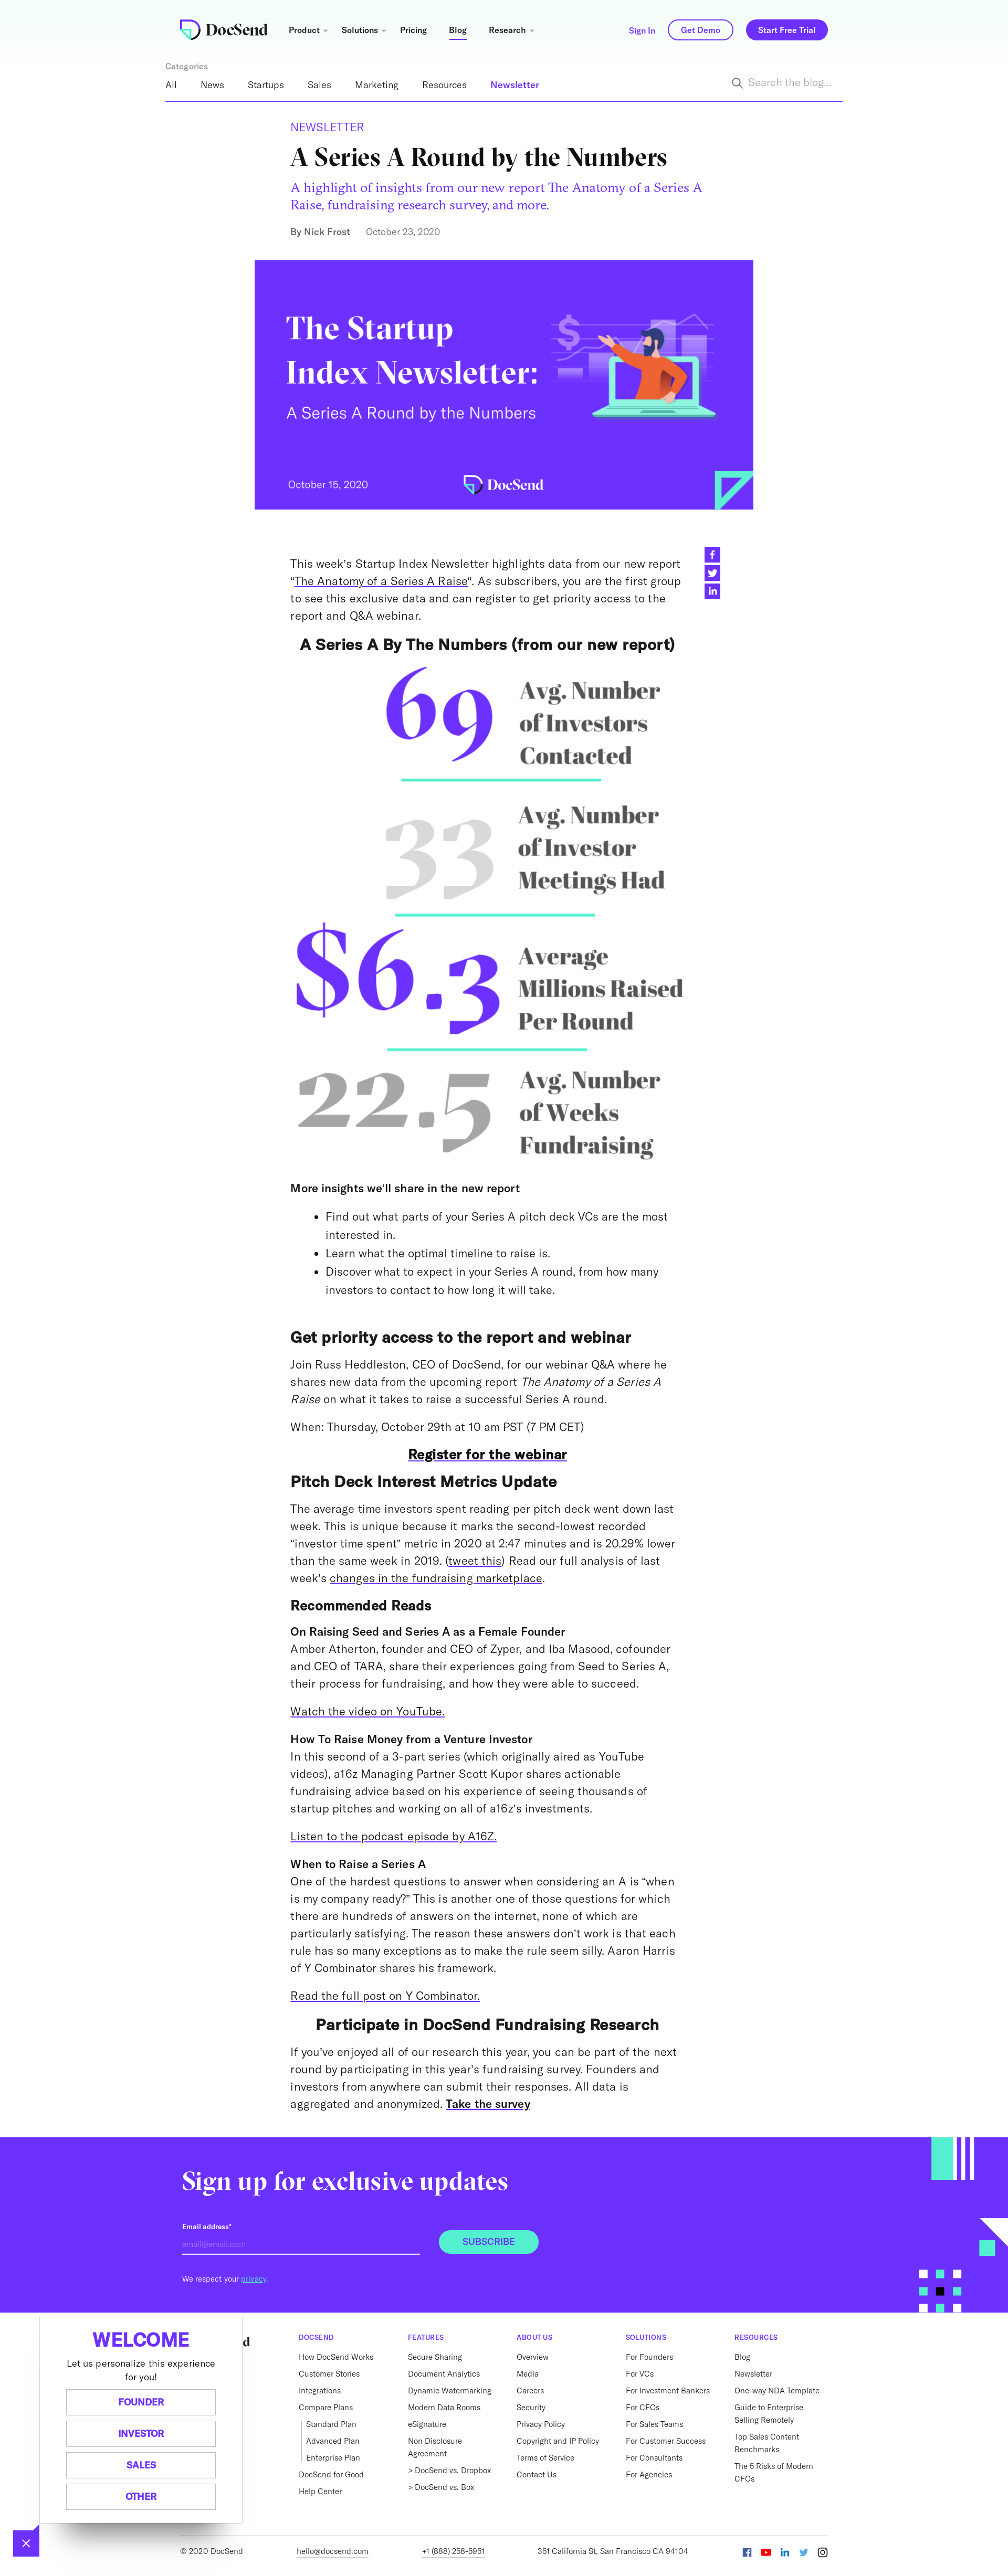 DocSend
Product
Solutions
Pricing
Blog
Research
Sign In
Get Demo
Start Free Trial
Categories
All
News
Startups
Sales
Marketing
Resources
Newsletter
Search the blog...
NEWSLETTER
A Series A Round by the Numbers
A highlight of insights from our new report The Anatomy of a Series A
Raise, fundraising research survey, and more.
By Nick Frost
October 23, 2020
The Startup
Index Newsletter:
A Series A Round by the Numbers
October 15, 2020
DocSend
This week's Startup Index Newsletter highlights data from our new report
“The Anatomy of a Series A Raise“. As subscribers, you are the first group
to see this exclusive data and can register to get priority access to the
report and Q&A webinar.
A Series A By The Numbers (from our new report)
69
Avg. Number
of Investors
Contacted
33
Avg. Number
of Investor
Meetings Had
$6.3
Average
Millions Raised
Per Round
22.5
Avg. Number
of Weeks
Fundraising
More insights we'll share in the new report
• Find out what parts of your Series A pitch deck VCs are the most
interested in.
• Learn what the optimal timeline to raise is.
• Discover what to expect in your Series A round, from how many
investors to contact to how long it will take.
Get priority access to the report and webinar
Join Russ Heddleston, CEO of DocSend, for our webinar Q&A where he
shares new data from the upcoming report The Anatomy of a Series A
Raise on what it takes to raise a successful Series A round.
When: Thursday, October 29th at 10 am PST (7 PM CET)
Register for the webinar
Pitch Deck Interest Metrics Update
The average time investors spent reading per pitch deck went down last
week. This is unique because it marks the second-lowest recorded
“investor time spent” metric in 2020 at 2:47 minutes and is 20.29% lower
than the same week in 2019. (tweet this) Read our full analysis of last
week's changes in the fundraising marketplace.
Recommended Reads
On Raising Seed and Series A as a Female Founder
Amber Atherton, founder and CEO of Zyper, and Iba Masood, cofounder
and CEO of TARA, share their experiences going from Seed to Series A,
their process for fundraising, and how they were able to succeed.
Watch the video on YouTube.
How To Raise Money from a Venture Investor
In this second of a 3-part series (which originally aired as YouTube
videos), a16z Managing Partner Scott Kupor shares actionable
fundraising advice based on his experience of seeing thousands of
startup pitches and working on all of a16z's investments.
Listen to the podcast episode by A16Z.
When to Raise a Series A
One of the hardest questions to answer when considering an A is “when
is my company ready?” This is another one of those questions for which
there are hundreds of answers on the internet, none of which are
particularly satisfying. The reason these answers don't work is that each
rule has so many exceptions as to make the rule seem silly. Aaron Harris
of Y Combinator shares his framework.
Read the full post on Y Combinator.
Participate in DocSend Fundraising Research
If you've enjoyed all of our research this year, you can be part of the next
round by participating in this year's fundraising survey. Founders and
investors from anywhere can submit their responses. All data is
aggregated and anonymized. Take the survey
Sign up for exclusive updates
Email address*
email@email.com
SUBSCRIBE
We respect your privacy.
WELCOME
Let us personalize this experience
for you!
FOUNDER
INVESTOR
SALES
OTHER
d
DOCSEND
How DocSend Works
Customer Stories
Integrations
Compare Plans
Standard Plan
Advanced Plan
Enterprise Plan
DocSend for Good
Help Center
FEATURES
Secure Sharing
Document Analytics
Dynamic Watermarking
Modern Data Rooms
eSignature
Non Disclosure
Agreement
> DocSend vs. Dropbox
> DocSend vs. Box
ABOUT US
Overview
Media
Careers
Security
Privacy Policy
Copyright and IP Policy
Terms of Service
Contact Us
SOLUTIONS
For Founders
For VCs
For Investment Bankers
For CFOs
For Sales Teams
For Customer Success
For Consultants
For Agencies
RESOURCES
Blog
Newsletter
One-way NDA Template
Guide to Enterprise
Selling Remotely
Top Sales Content
Benchmarks
The 5 Risks of Modern
CFOs
© 2020 DocSend
hello@docsend.com
+1 (888) 258-5951
351 California St, San Francisco CA 94104